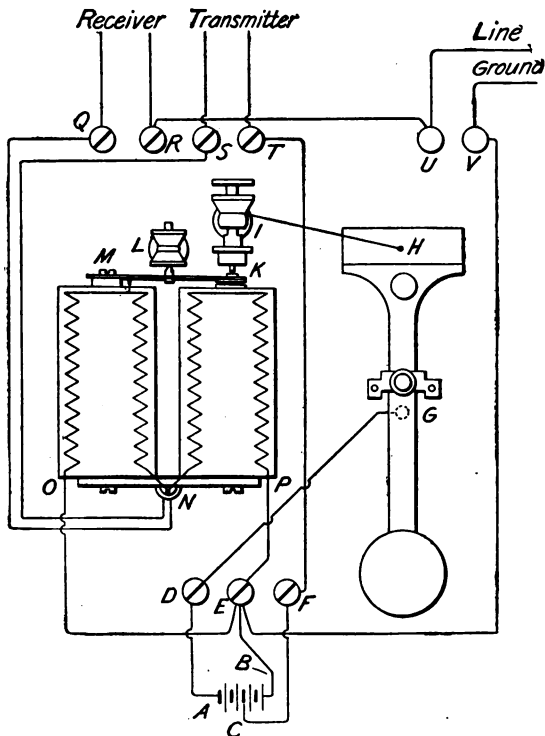 Receiver Transmitter
Line
Ground
Q R S T U V
I
L
H
M K
G
O N P
D E F
B
A
C